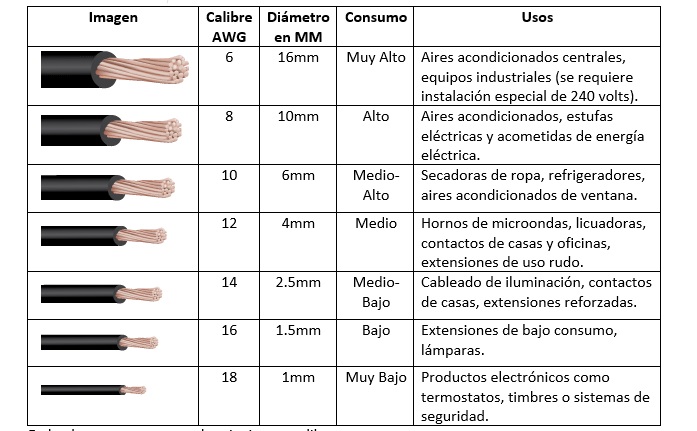 Imagen Calibre AWG Diámetro en MM Consumo Usos
6 16mm Muy Alto Aires acondicionados centrales,
equipos industriales (se requiere
instalación especial de 240 volts).
8 10mm Alto Aires acondicionados, estufas
eléctricas y acometidas de energía
eléctrica.
10 6mm Medio-Alto Secadoras de ropa, refrigeradores,
aires acondicionados de ventana.
12 4mm Medio Hornos de microondas, licuadoras,
contactos de casas y oficinas,
extensiones de uso rudo.
14 2.5mm Medio-Bajo Cableado de iluminación, contactos
de casas, extensiones reforzadas.
16 1.5mm Bajo Extensiones de bajo consumo,
lámparas.
18 1mm Muy Bajo Productos electrónicos como
termostatos, timbres o sistemas de
seguridad.